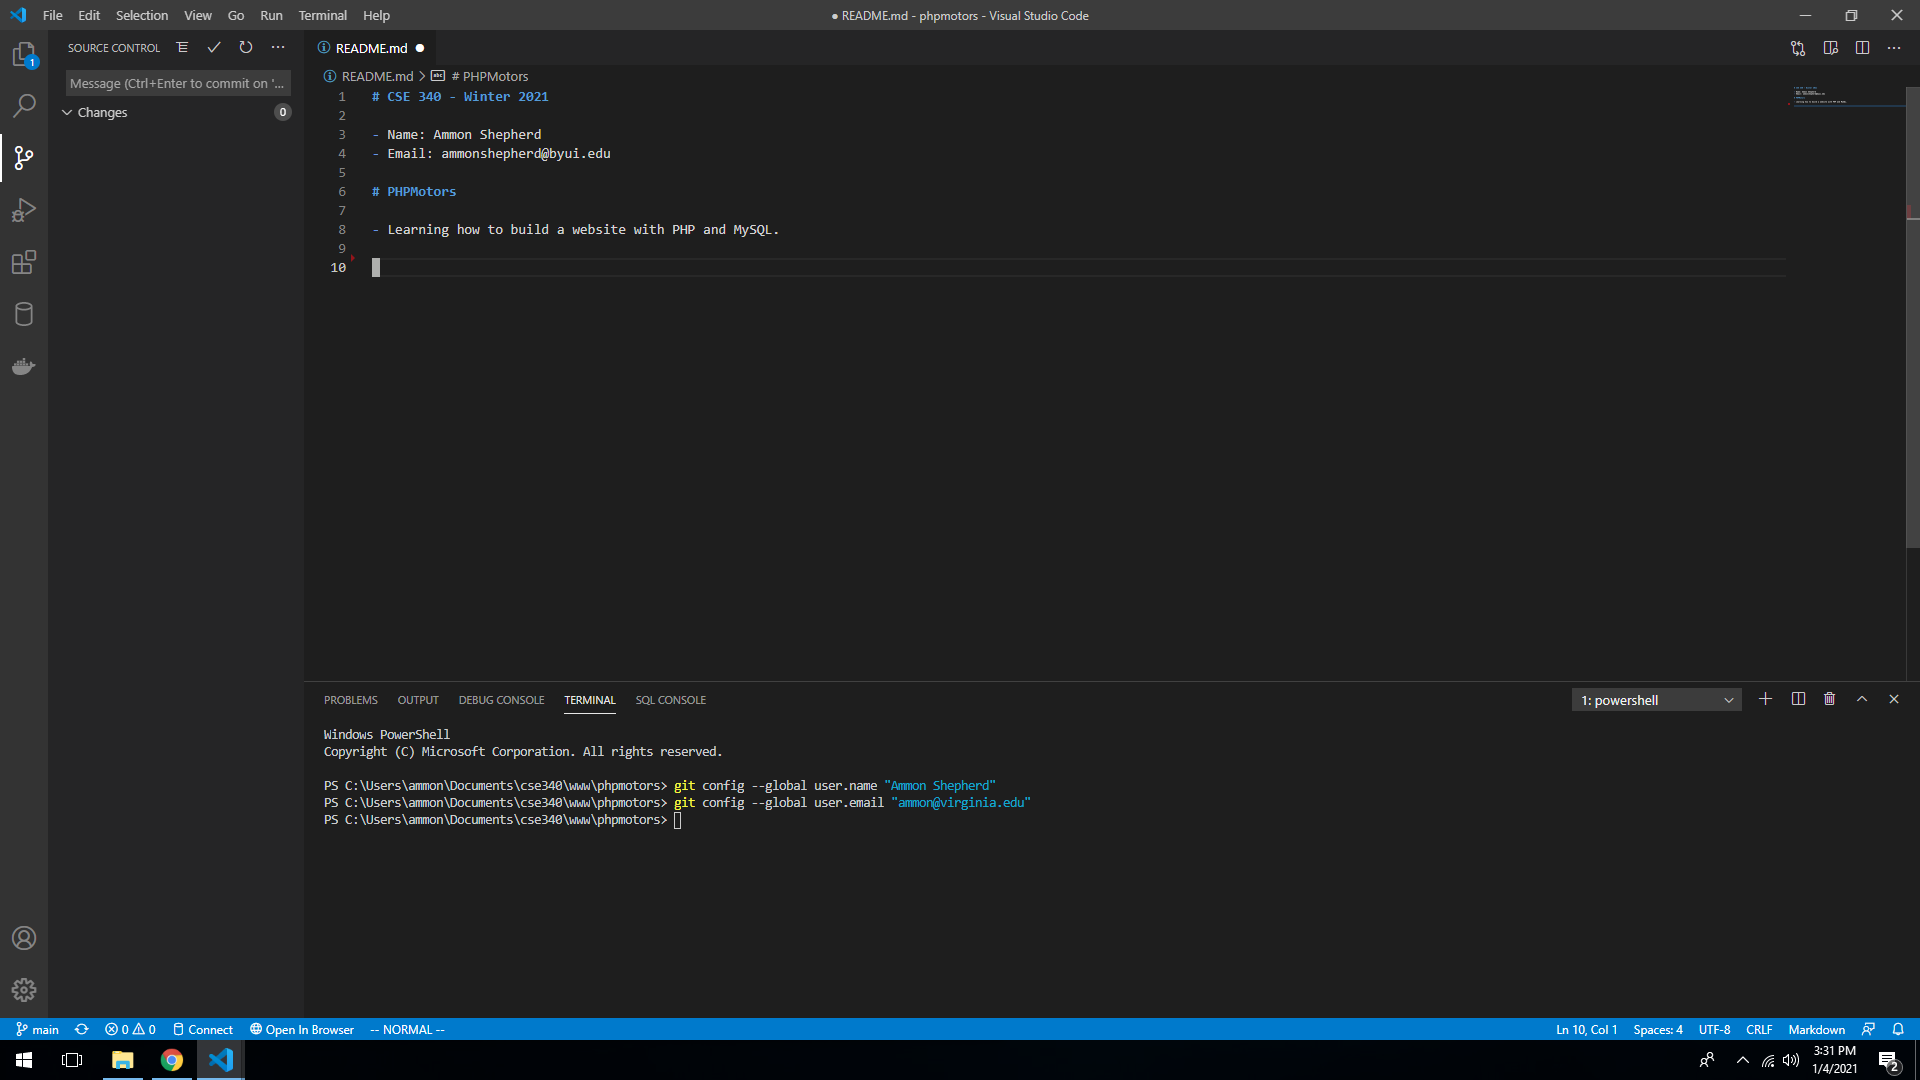 File Edit Selection View Go Run Terminal Help
● README.md - phpmotors - Visual Studio Code
SOURCE CONTROL
README.md ●
1
Message (Ctrl+Enter to commit on '...
README.md > # PHPMotors
Changes 0
1 # CSE 340 - Winter 2021
2
3 - Name: Ammon Shepherd
4 - Email: ammonshepherd@byui.edu
5
6 # PHPMotors
7
8 - Learning how to build a website with PHP and MySQL.
9
10
PROBLEMS OUTPUT DEBUG CONSOLE TERMINAL SQL CONSOLE
1: powershell
Windows PowerShell
Copyright (C) Microsoft Corporation. All rights reserved.
PS C:\Users\ammon\Documents\cse340\www\phpmotors> git config --global user.name "Ammon Shepherd"
PS C:\Users\ammon\Documents\cse340\www\phpmotors> git config --global user.email "ammon@virginia.edu"
PS C:\Users\ammon\Documents\cse340\www\phpmotors>
main 0 0 Connect Open In Browser -- NORMAL --
Ln 10, Col 1 Spaces: 4 UTF-8 CRLF Markdown
3:31 PM
1/4/2021
2